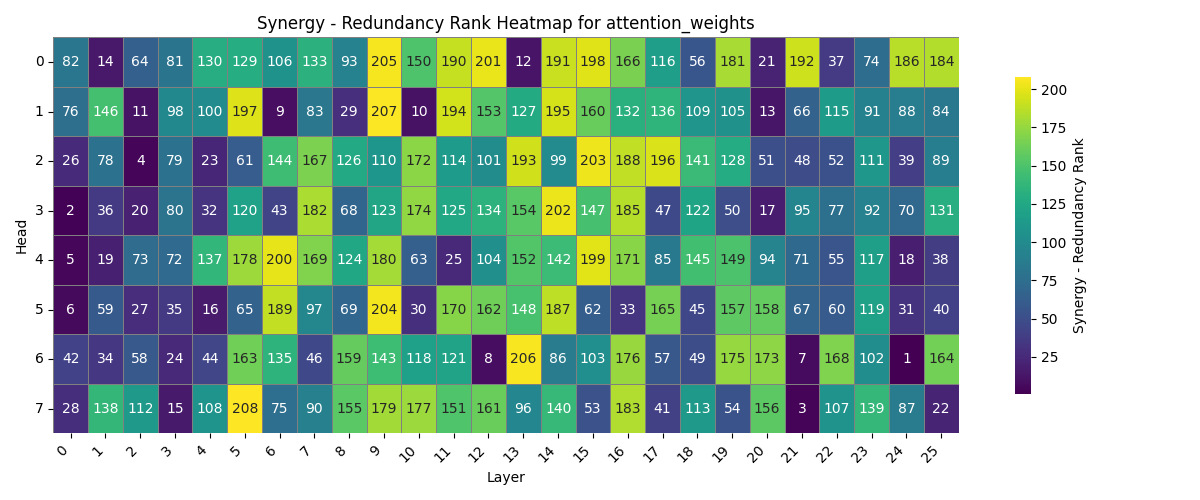 Synergy - Redundancy Rank Heatmap for attention_weights
0 82 14 64 81 130 129 106 133 93 205 150 190 201 12 191 198 166 116 56 181 21 192 37 74 186 184
1 76 146 11 98 100 197 9 83 29 207 10 194 153 127 195 160 132 136 109 105 13 66 115 91 88 84
2 26 78 4 79 23 61 144 167 126 110 172 114 101 193 99 203 188 196 141 128 51 48 52 111 39 89
3 2 36 20 80 32 120 43 182 68 123 174 125 134 154 202 147 185 47 122 50 17 95 77 92 70 131
4 5 19 73 72 137 178 200 169 124 180 63 25 104 152 142 199 171 85 145 149 94 71 55 117 18 38
5 6 59 27 35 16 65 189 97 69 204 30 170 162 148 187 62 33 165 45 157 158 67 60 119 31 40
6 42 34 58 24 44 163 135 46 159 143 118 121 8 206 86 103 176 57 49 175 173 7 168 102 1 164
7 28 138 112 15 108 208 75 90 155 179 177 151 161 96 140 53 183 41 113 54 156 3 107 139 87 22
0 1 2 3 4 5 6 7 8 9 10 11 12 13 14 15 16 17 18 19 20 21 22 23 24 25
Layer
Head
200
175
150
125
100
75
50
25
Synergy - Redundancy Rank